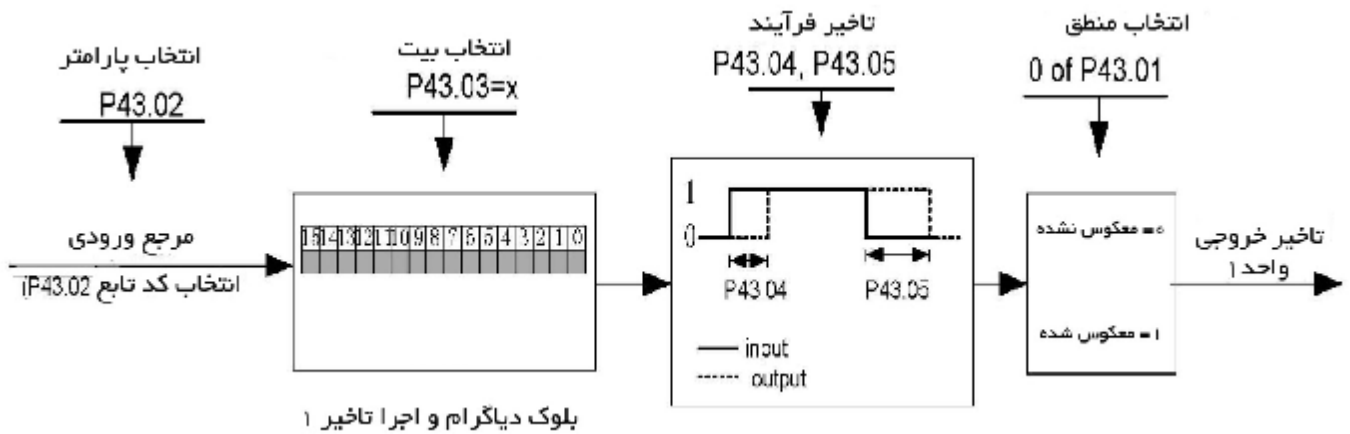 انتخاب پارامتر
P43.02
انتخاب بیت
P43.03=x
تاخیر فرآیند
P43.04, P43.05
انتخاب منطق
0 of P43.01
مرجع ورودی
انتخاب کد تابع P43.02
15 14 13 12 11 10 9 8 7 6 5 4 3 2 1 0
1
0
P43.04
P43.05
input
output
0= معکوس نشده
1= معکوس شده
تاخیر خروجی
واحد ۱
بلوک دیاگرام و اجرا تاخیر ۱